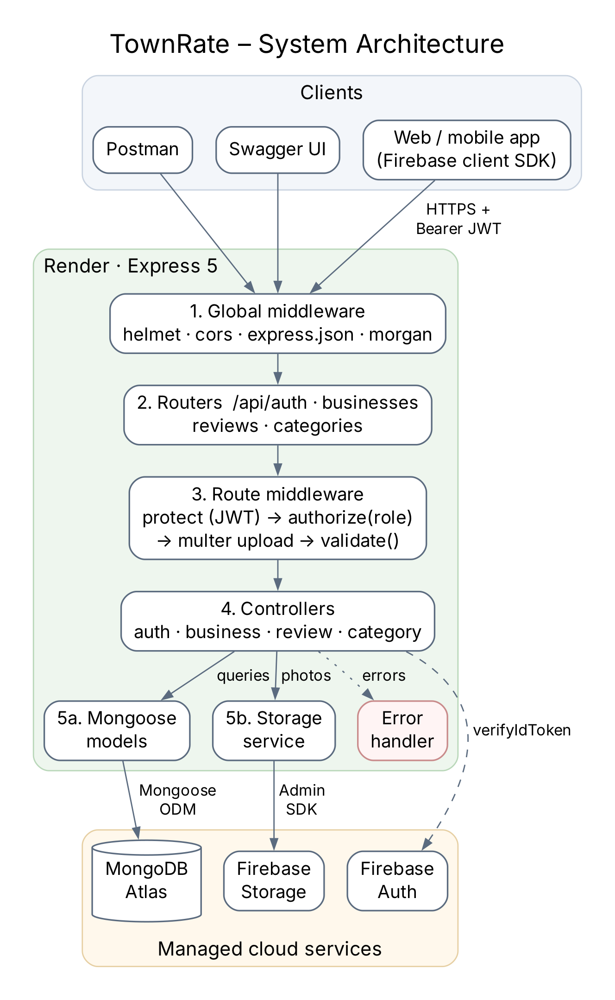 TownRate – System Architecture
Clients
Postman
Swagger UI
Web / mobile app
(Firebase client SDK)
HTTPS +
Bearer JWT
Render · Express 5
1. Global middleware
helmet · cors · express.json · morgan
2. Routers  /api/auth · businesses
reviews · categories
3. Route middleware
protect (JWT) → authorize(role)
→ multer upload → validate()
4. Controllers
auth · business · review · category
queries
photos
errors
5a. Mongoose
models
5b. Storage
service
Error
handler
verifyIdToken
Mongoose
ODM
Admin
SDK
MongoDB
Atlas
Firebase
Storage
Firebase
Auth
Managed cloud services